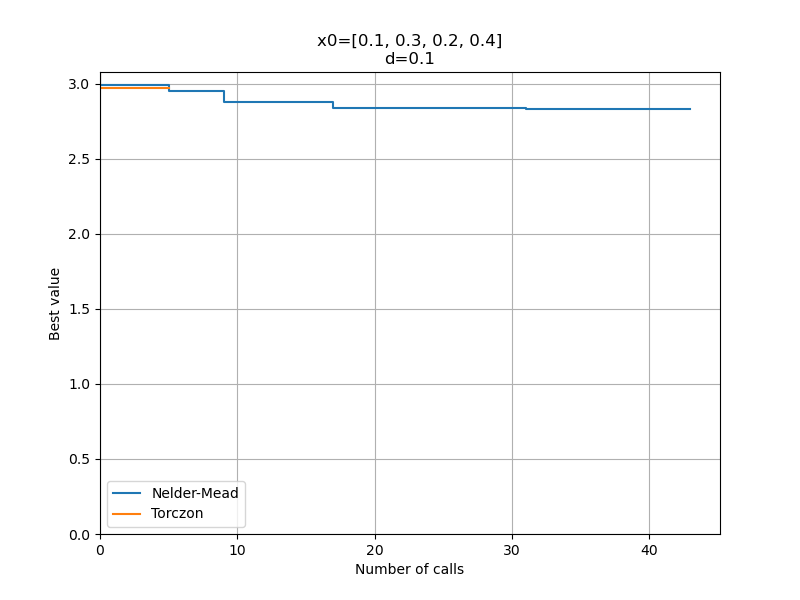 x0=[0.1, 0.3, 0.2, 0.4]
d=0.1
3.0
2.5
2.0
1.5
1.0
0.5
0.0
Best value
Nelder-Mead
Torczon
0 10 20 30 40
Number of calls